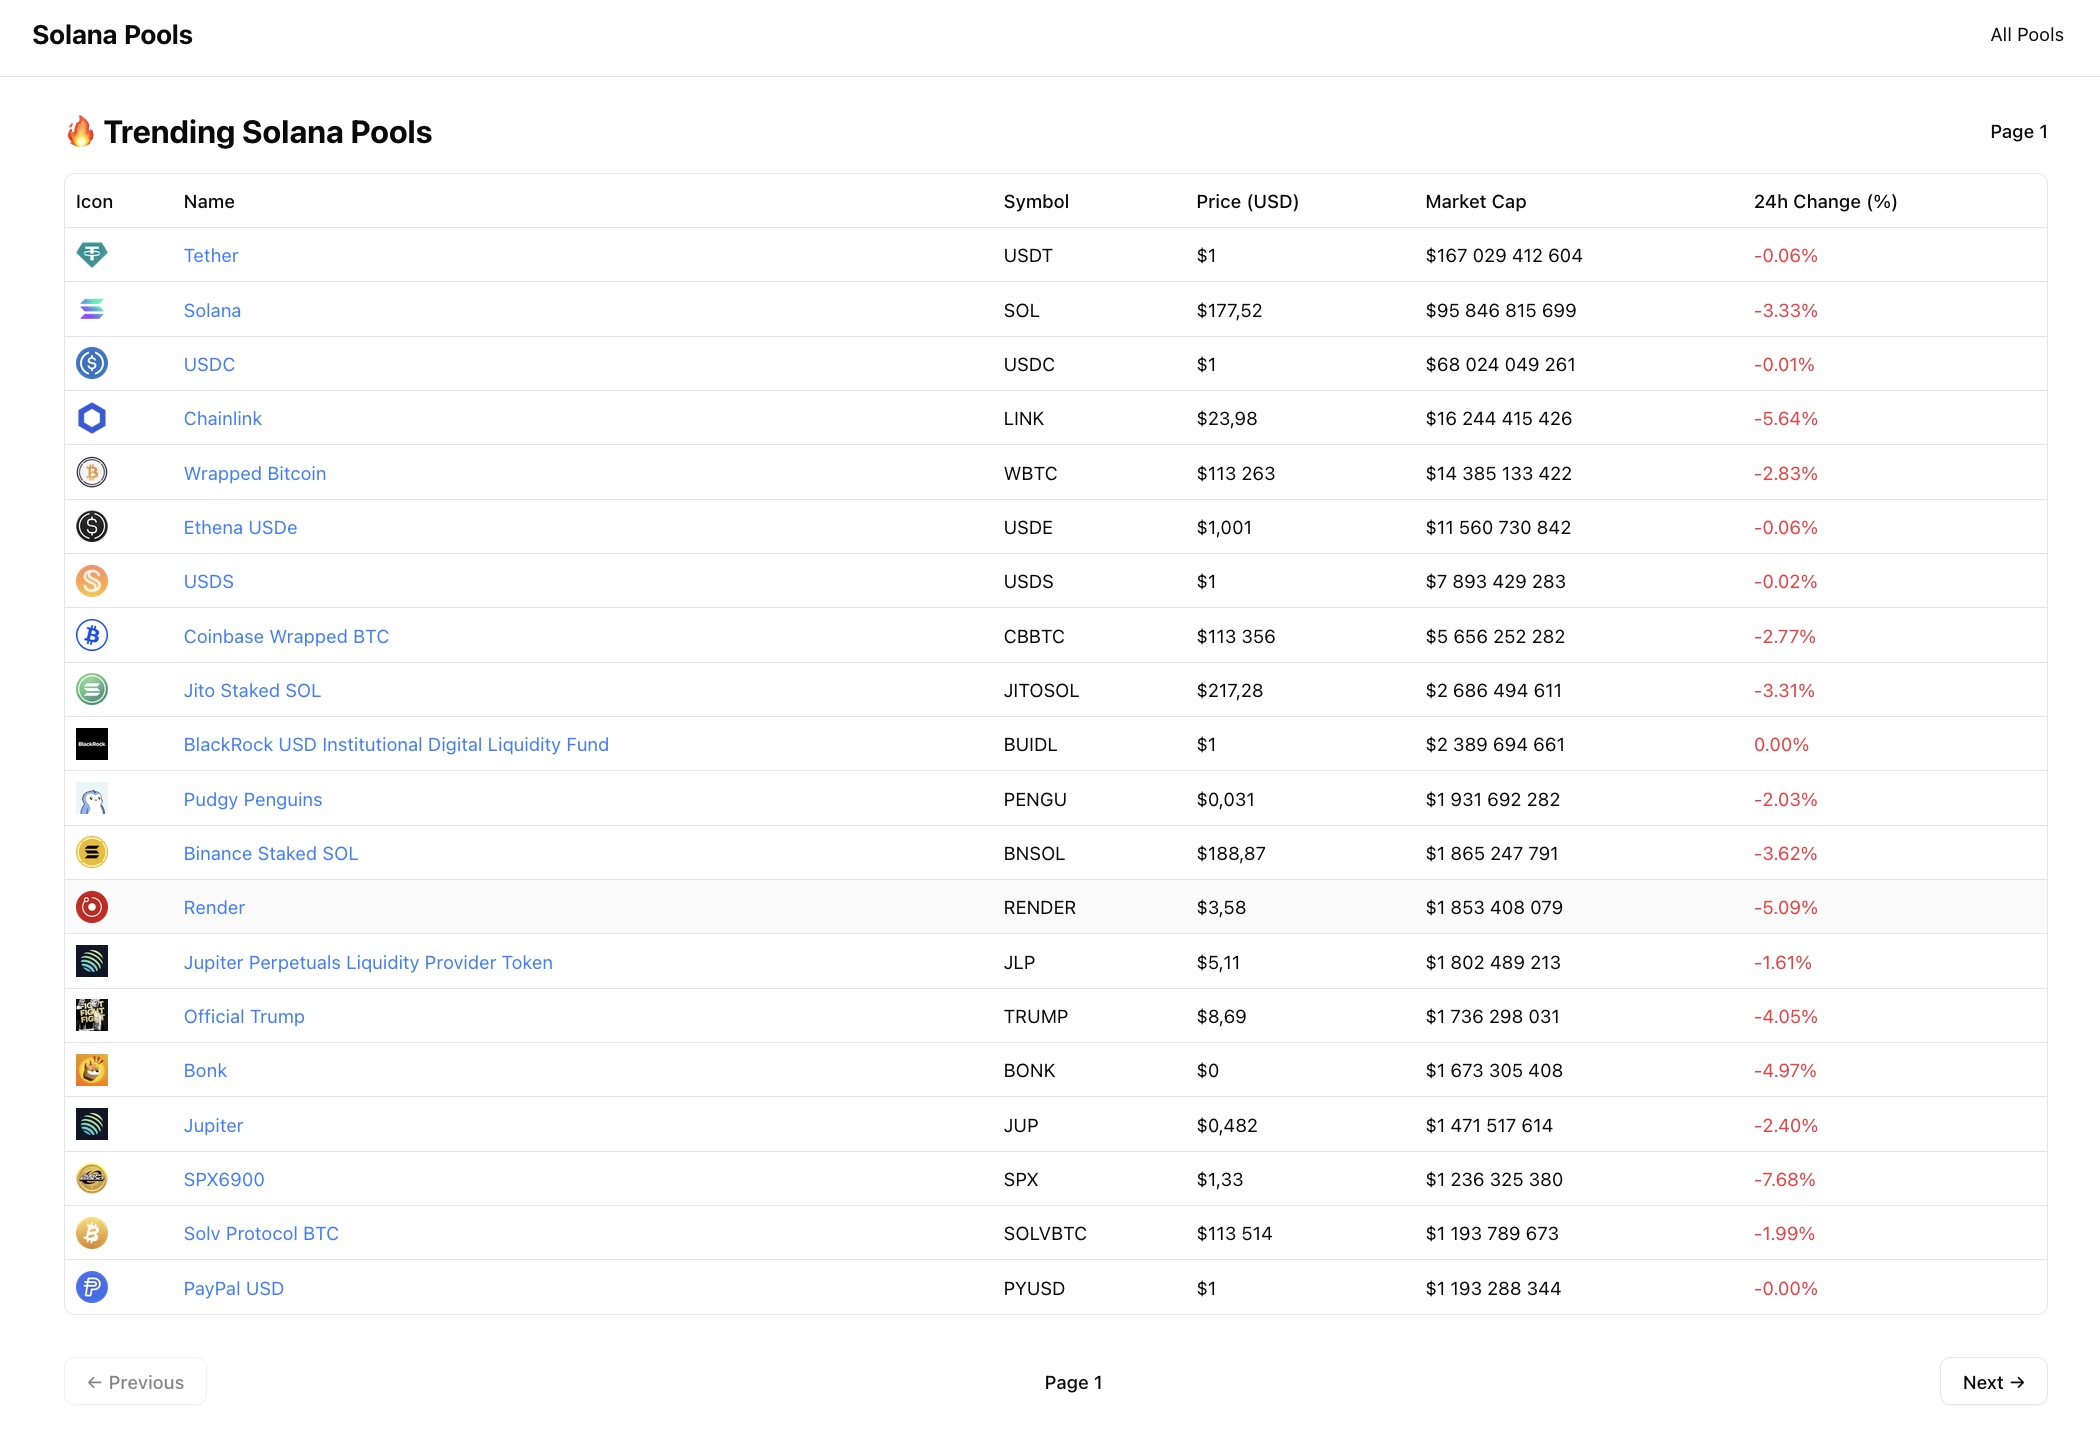 Solana Pools All Pools
🔥 Trending Solana Pools Page 1
Icon Name Symbol Price (USD) Market Cap 24h Change (%)
Tether USDT $1 $167 029 412 604 -0.06%
Solana SOL $177,52 $95 846 815 699 -3.33%
USDC USDC $1 $68 024 049 261 -0.01%
Chainlink LINK $23,98 $16 244 415 426 -5.64%
Wrapped Bitcoin WBTC $113 263 $14 385 133 422 -2.83%
Ethena USDe USDE $1,001 $11 560 730 842 -0.06%
USDS USDS $1 $7 893 429 283 -0.02%
Coinbase Wrapped BTC CBBTC $113 356 $5 656 252 282 -2.77%
Jito Staked SOL JITOSOL $217,28 $2 686 494 611 -3.31%
BlackRock BlackRock USD Institutional Digital Liquidity Fund BUIDL $1 $2 389 694 661 0.00%
Pudgy Penguins PENGU $0,031 $1 931 692 282 -2.03%
Binance Staked SOL BNSOL $188,87 $1 865 247 791 -3.62%
Render RENDER $3,58 $1 853 408 079 -5.09%
Jupiter Perpetuals Liquidity Provider Token JLP $5,11 $1 802 489 213 -1.61%
Official Trump TRUMP $8,69 $1 736 298 031 -4.05%
Bonk BONK $0 $1 673 305 408 -4.97%
Jupiter JUP $0,482 $1 471 517 614 -2.40%
SPX6900 SPX $1,33 $1 236 325 380 -7.68%
Solv Protocol BTC SOLVBTC $113 514 $1 193 789 673 -1.99%
PayPal USD PYUSD $1 $1 193 288 344 -0.00%
← Previous Page 1 Next →